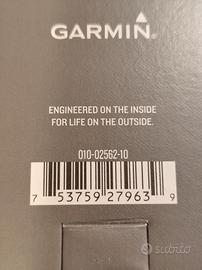 GARMIN
ENGINEERED ON THE INSIDE
FOR LIFE ON THE OUTSIDE.
010-02562-10
7 53759 27963 9
subito